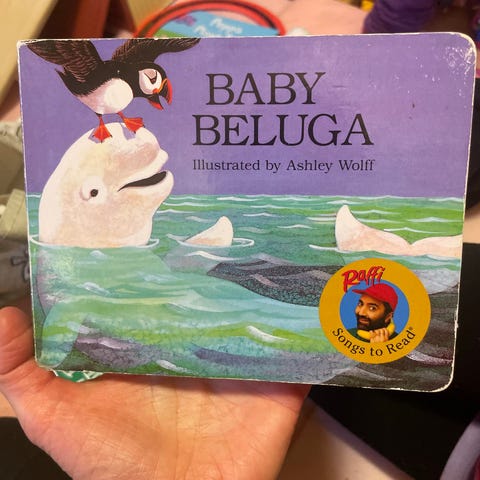 BABY
BELUGA
Illustrated by Ashley Wolff
Raffi
Songs to Read®